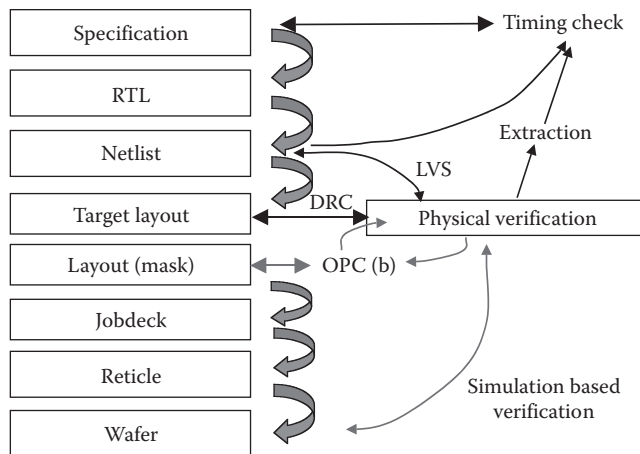 Specification
Timing check
RTL
Extraction
Netlist
LVS
DRC
Target layout
Physical verification
Layout (mask)
OPC (b)
Jobdeck
Reticle
Simulation based
verification
Wafer